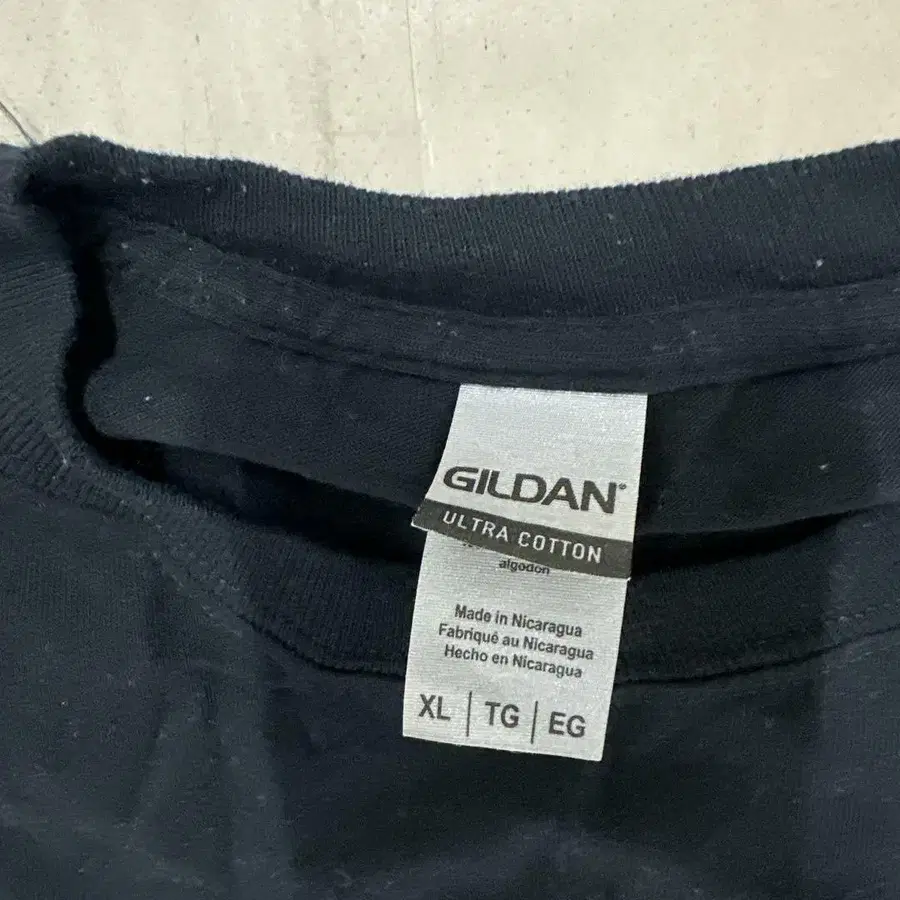 GILDAN
ULTRA COTTON
algodon
Made in Nicaragua
Fabriqué au Nicaragua
Hecho en Nicaragua
XL | TG | EG